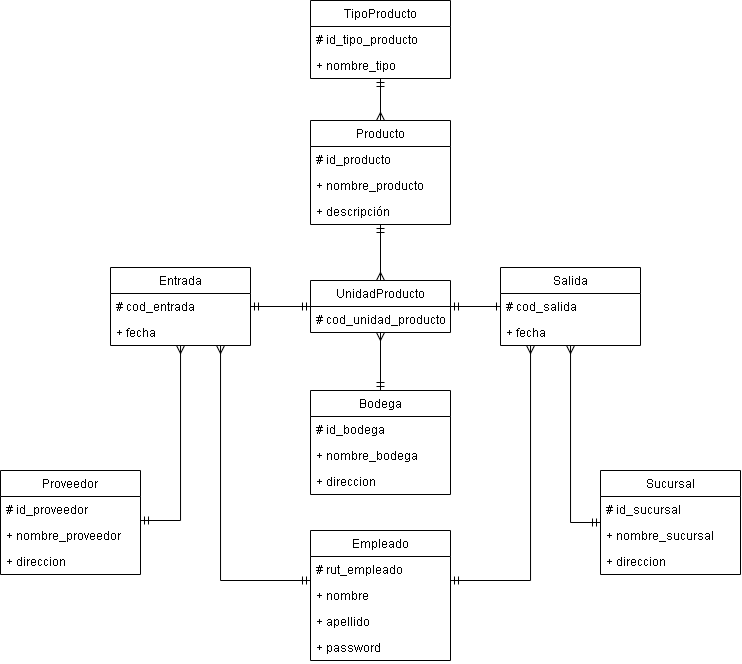 TipoProducto
# id_tipo_producto
+ nombre_tipo
Producto
# id_producto
+ nombre_producto
+ descripción
Entrada
# cod_entrada
+ fecha
UnidadProducto
# cod_unidad_producto
Salida
# cod_salida
+ fecha
Bodega
# id_bodega
+ nombre_bodega
+ direccion
Proveedor
# id_proveedor
+ nombre_proveedor
+ direccion
Empleado
# rut_empleado
+ nombre
+ apellido
+ password
Sucursal
# id_sucursal
+ nombre_sucursal
+ direccion